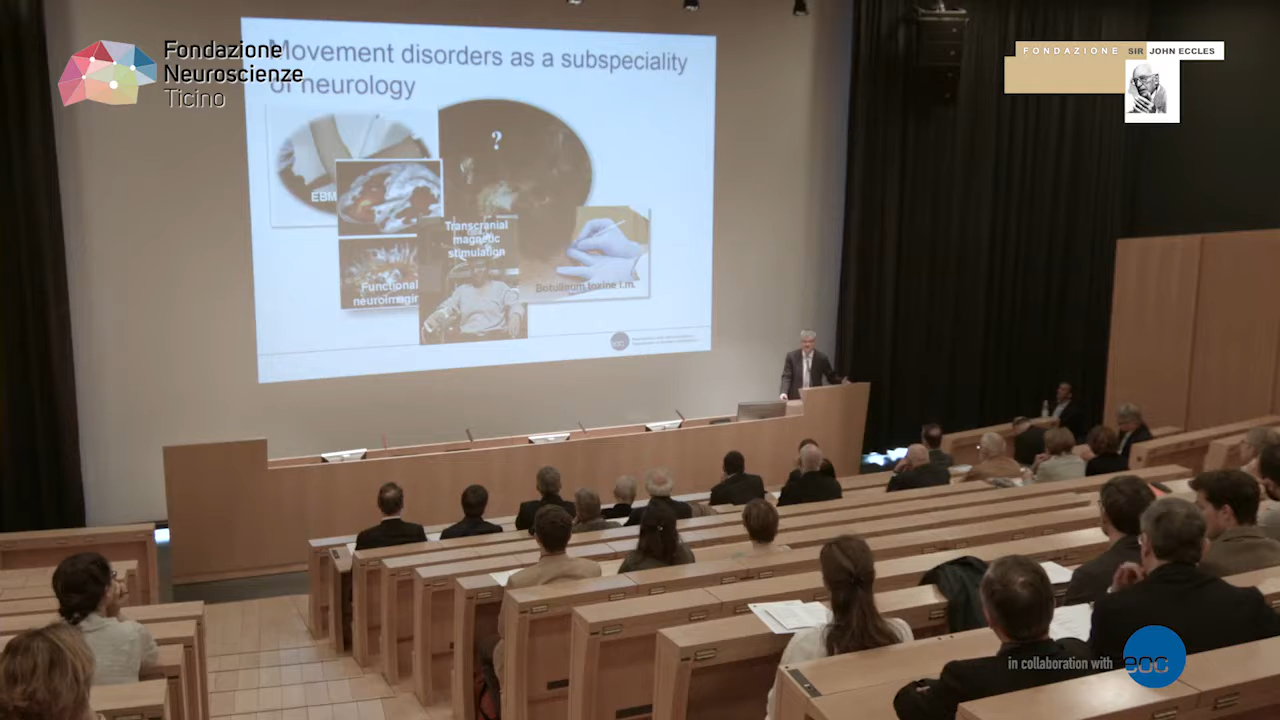 Fondazione
Neuroscienze
Ticino
Movement disorders as a subspeciality
of neurology
FONDAZIONE SIR JOHN ECCLES
?
EBM
Transcranial
magnetic
stimulation
Functional
neuroimagin
Botulinum toxine i.m.
eoc
in collaboration with eoc